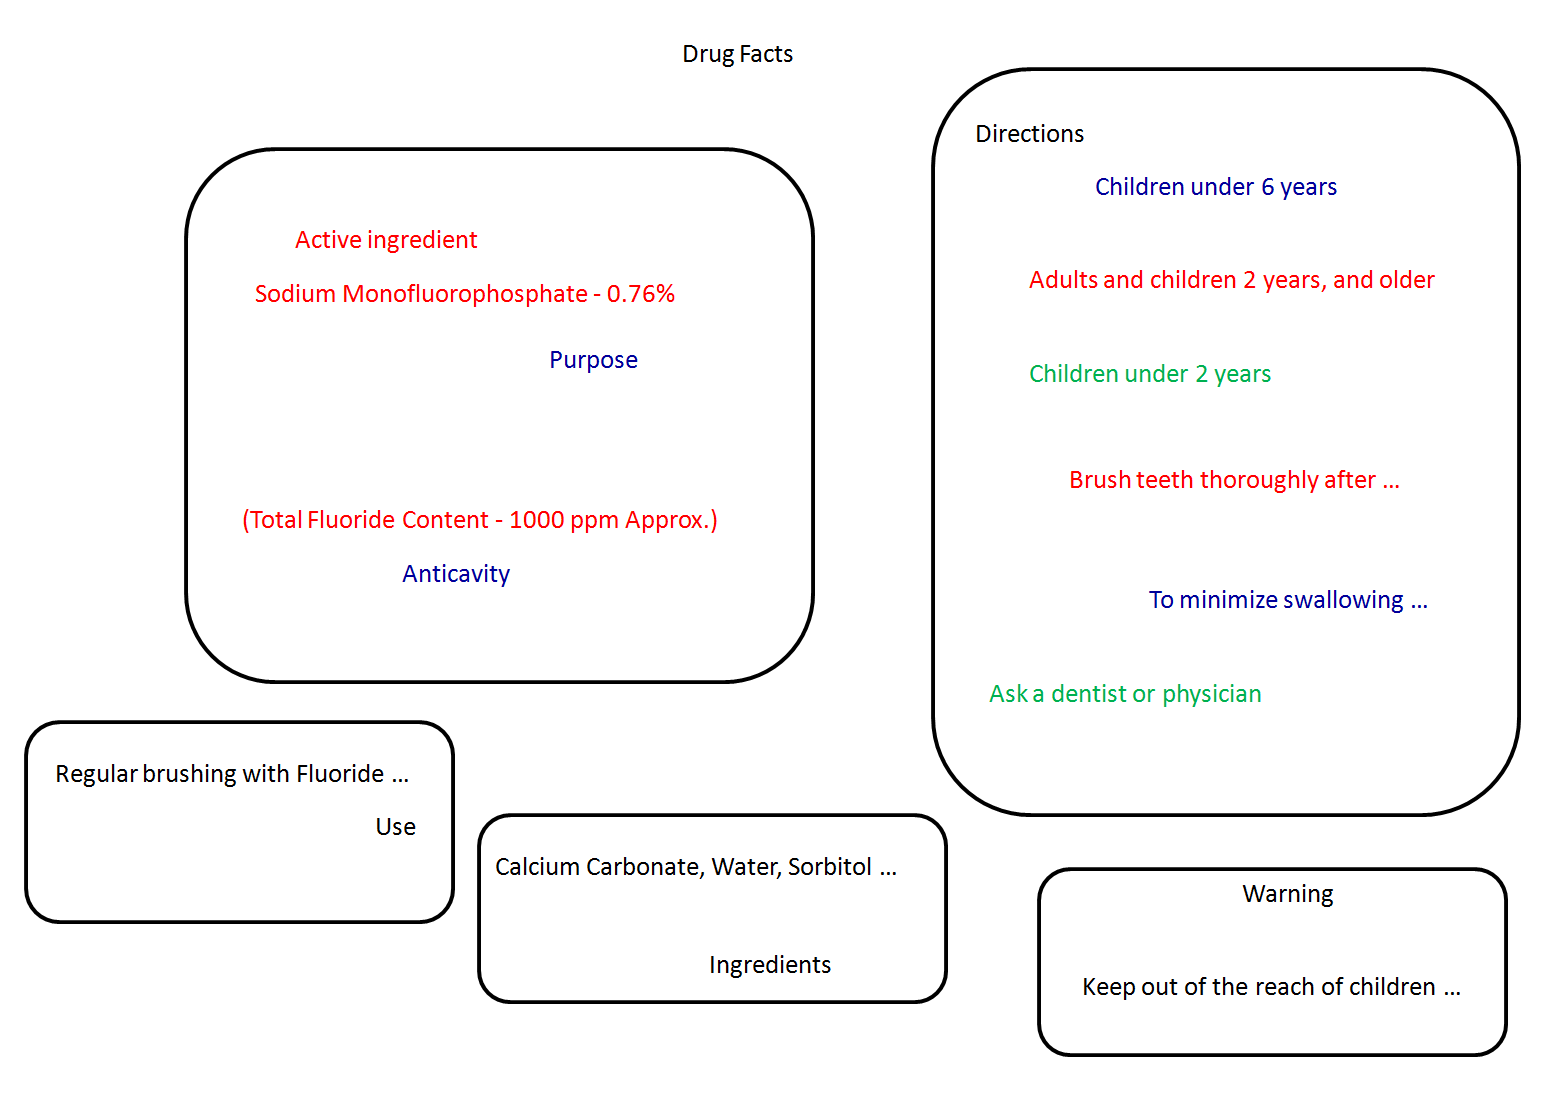 Drug Facts
Active ingredient
Sodium Monofluorophosphate - 0.76%
Purpose
(Total Fluoride Content - 1000 ppm Approx.)
Anticavity
Directions
Children under 6 years
Adults and children 2 years, and older
Children under 2 years
Brush teeth thoroughly after ...
To minimize swallowing ...
Ask a dentist or physician
Regular brushing with Fluoride ...
Use
Calcium Carbonate, Water, Sorbitol ...
Ingredients
Warning
Keep out of the reach of children ...